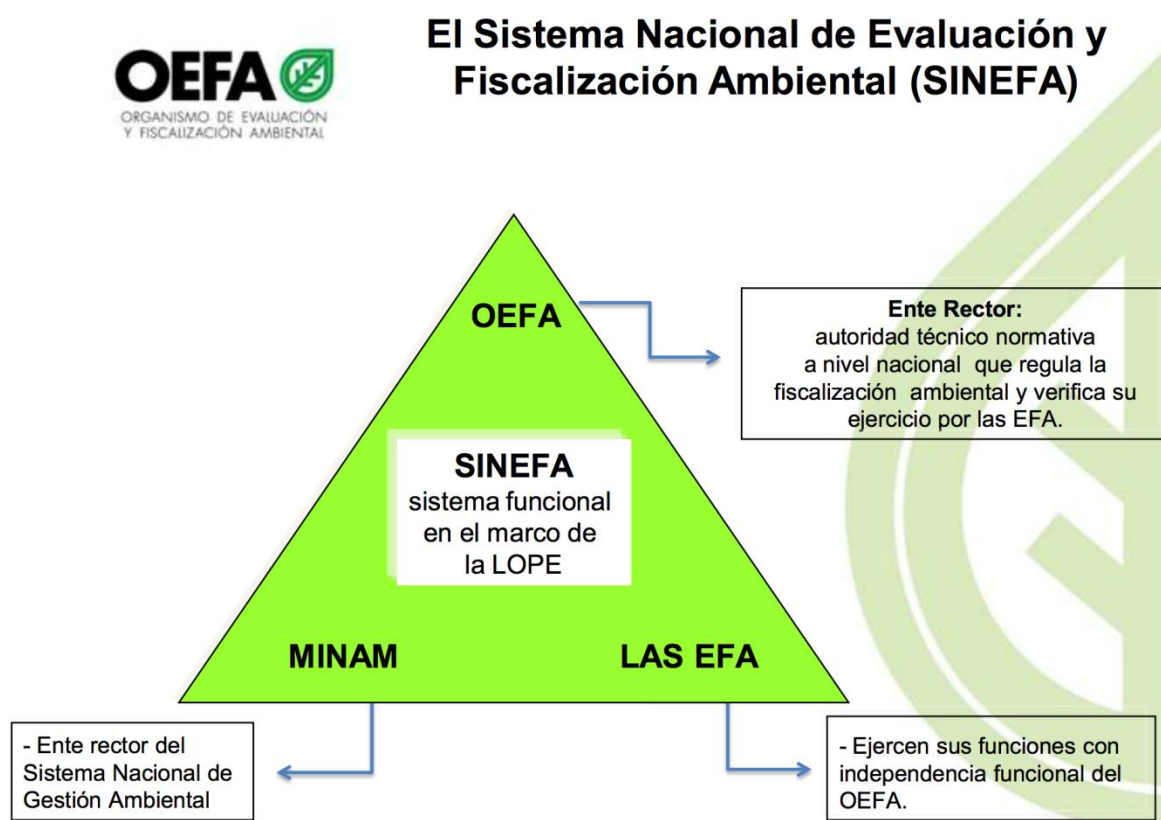 OEFA
ORGANISMO DE EVALUACIÓN
Y FISCALIZACIÓN AMBIENTAL
El Sistema Nacional de Evaluación y
Fiscalización Ambiental (SINEFA)
OEFA
Ente Rector:
autoridad técnico normativa
a nivel nacional que regula la
fiscalización ambiental y verifica su
ejercicio por las EFA.
SINEFA
sistema funcional
en el marco de
la LOPE
MINAM
LAS EFA
- Ente rector del
Sistema Nacional de
Gestión Ambiental
- Ejercen sus funciones con
independencia funcional del
OEFA.